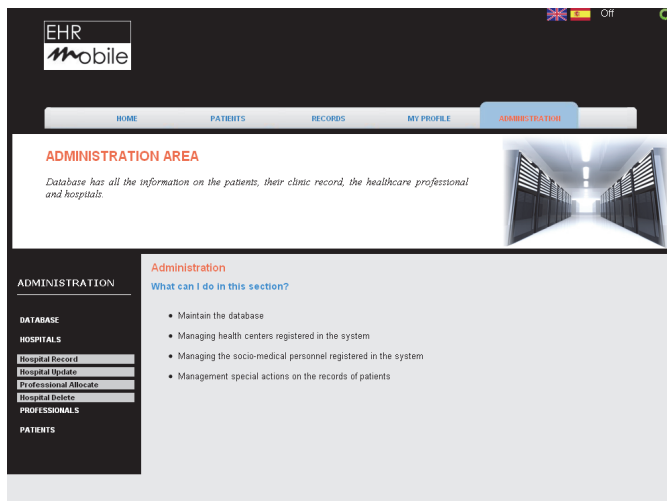 EHR
mobile
Off
HOME PATIENTS RECORDS MY PROFILE ADMINISTRATION
ADMINISTRATION AREA
Database has all the information on the patients, their clinic record, the healthcare professional
and hospitals.
ADMINISTRATION
DATABASE
HOSPITALS
Hospital Record
Hospital Update
Professional Allocate
Hospital Delete
PROFESSIONALS
PATIENTS
Administration
What can I do in this section?
• Maintain the database
• Managing health centers registered in the system
• Managing the socio-medical personnel registered in the system
• Management special actions on the records of patients